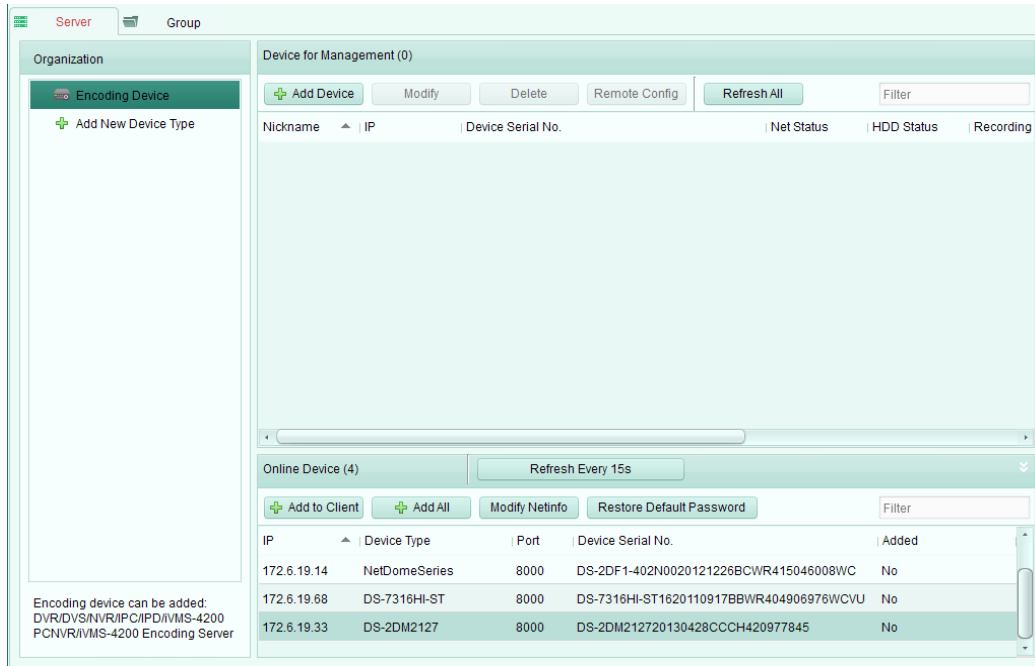 Server Group
Organization
Encoding Device
Add New Device Type
Encoding device can be added:
DVR/DVS/NVR/IPC/IPD/iVMS-4200
PCNVR/iVMS-4200 Encoding Server
Device for Management (0)
Add Device Modify Delete Remote Config Refresh All Filter
Nickname IP Device Serial No. Net Status HDD Status Recording
Online Device (4) Refresh Every 15s
Add to Client Add All Modify Netinfo Restore Default Password Filter
IP Device Type Port Device Serial No. Added
172.6.19.14 NetDomeSeries 8000 DS-2DF1-402N0020121226BCWR415046008WC No
172.6.19.68 DS-7316HI-ST 8000 DS-7316HI-ST1620110917BBWR404906976WCVU No
172.6.19.33 DS-2DM2127 8000 DS-2DM212720130428CCCH420977845 No